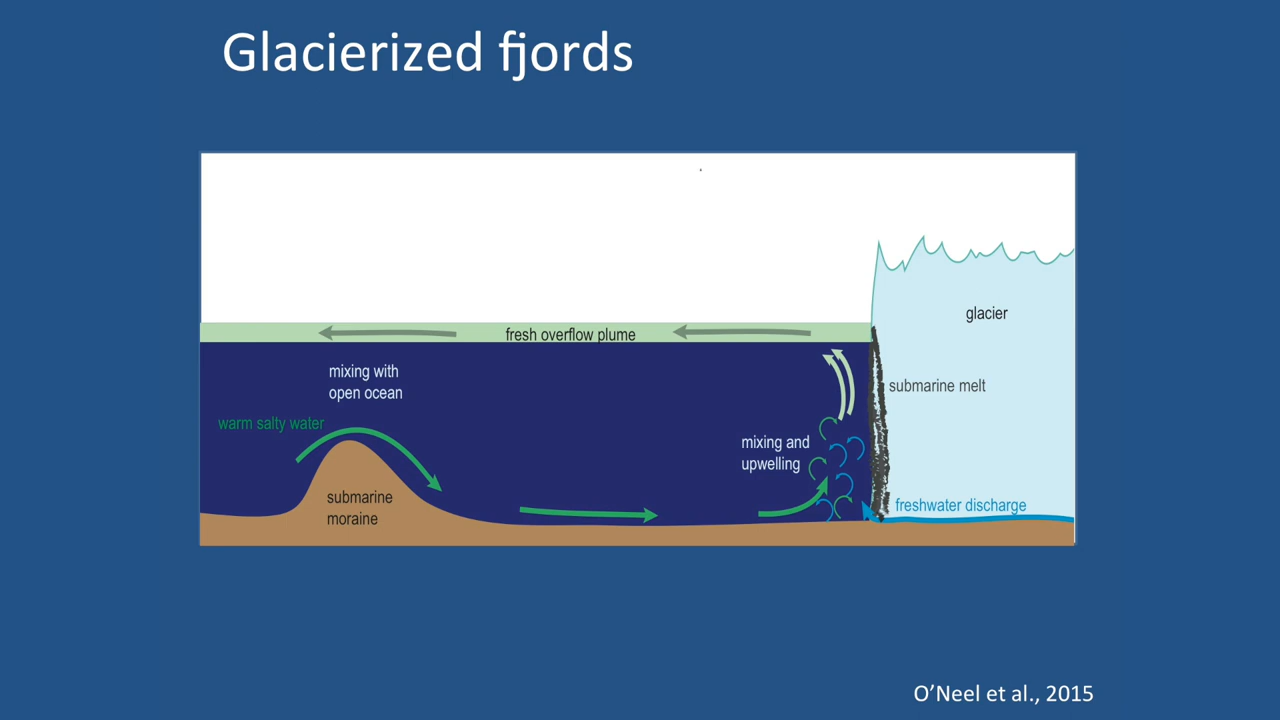 Glacierized fjords
glacier
fresh overflow plume
mixing with
open ocean
submarine melt
warm salty water
mixing and
upwelling
submarine
moraine
freshwater discharge
O’Neel et al., 2015